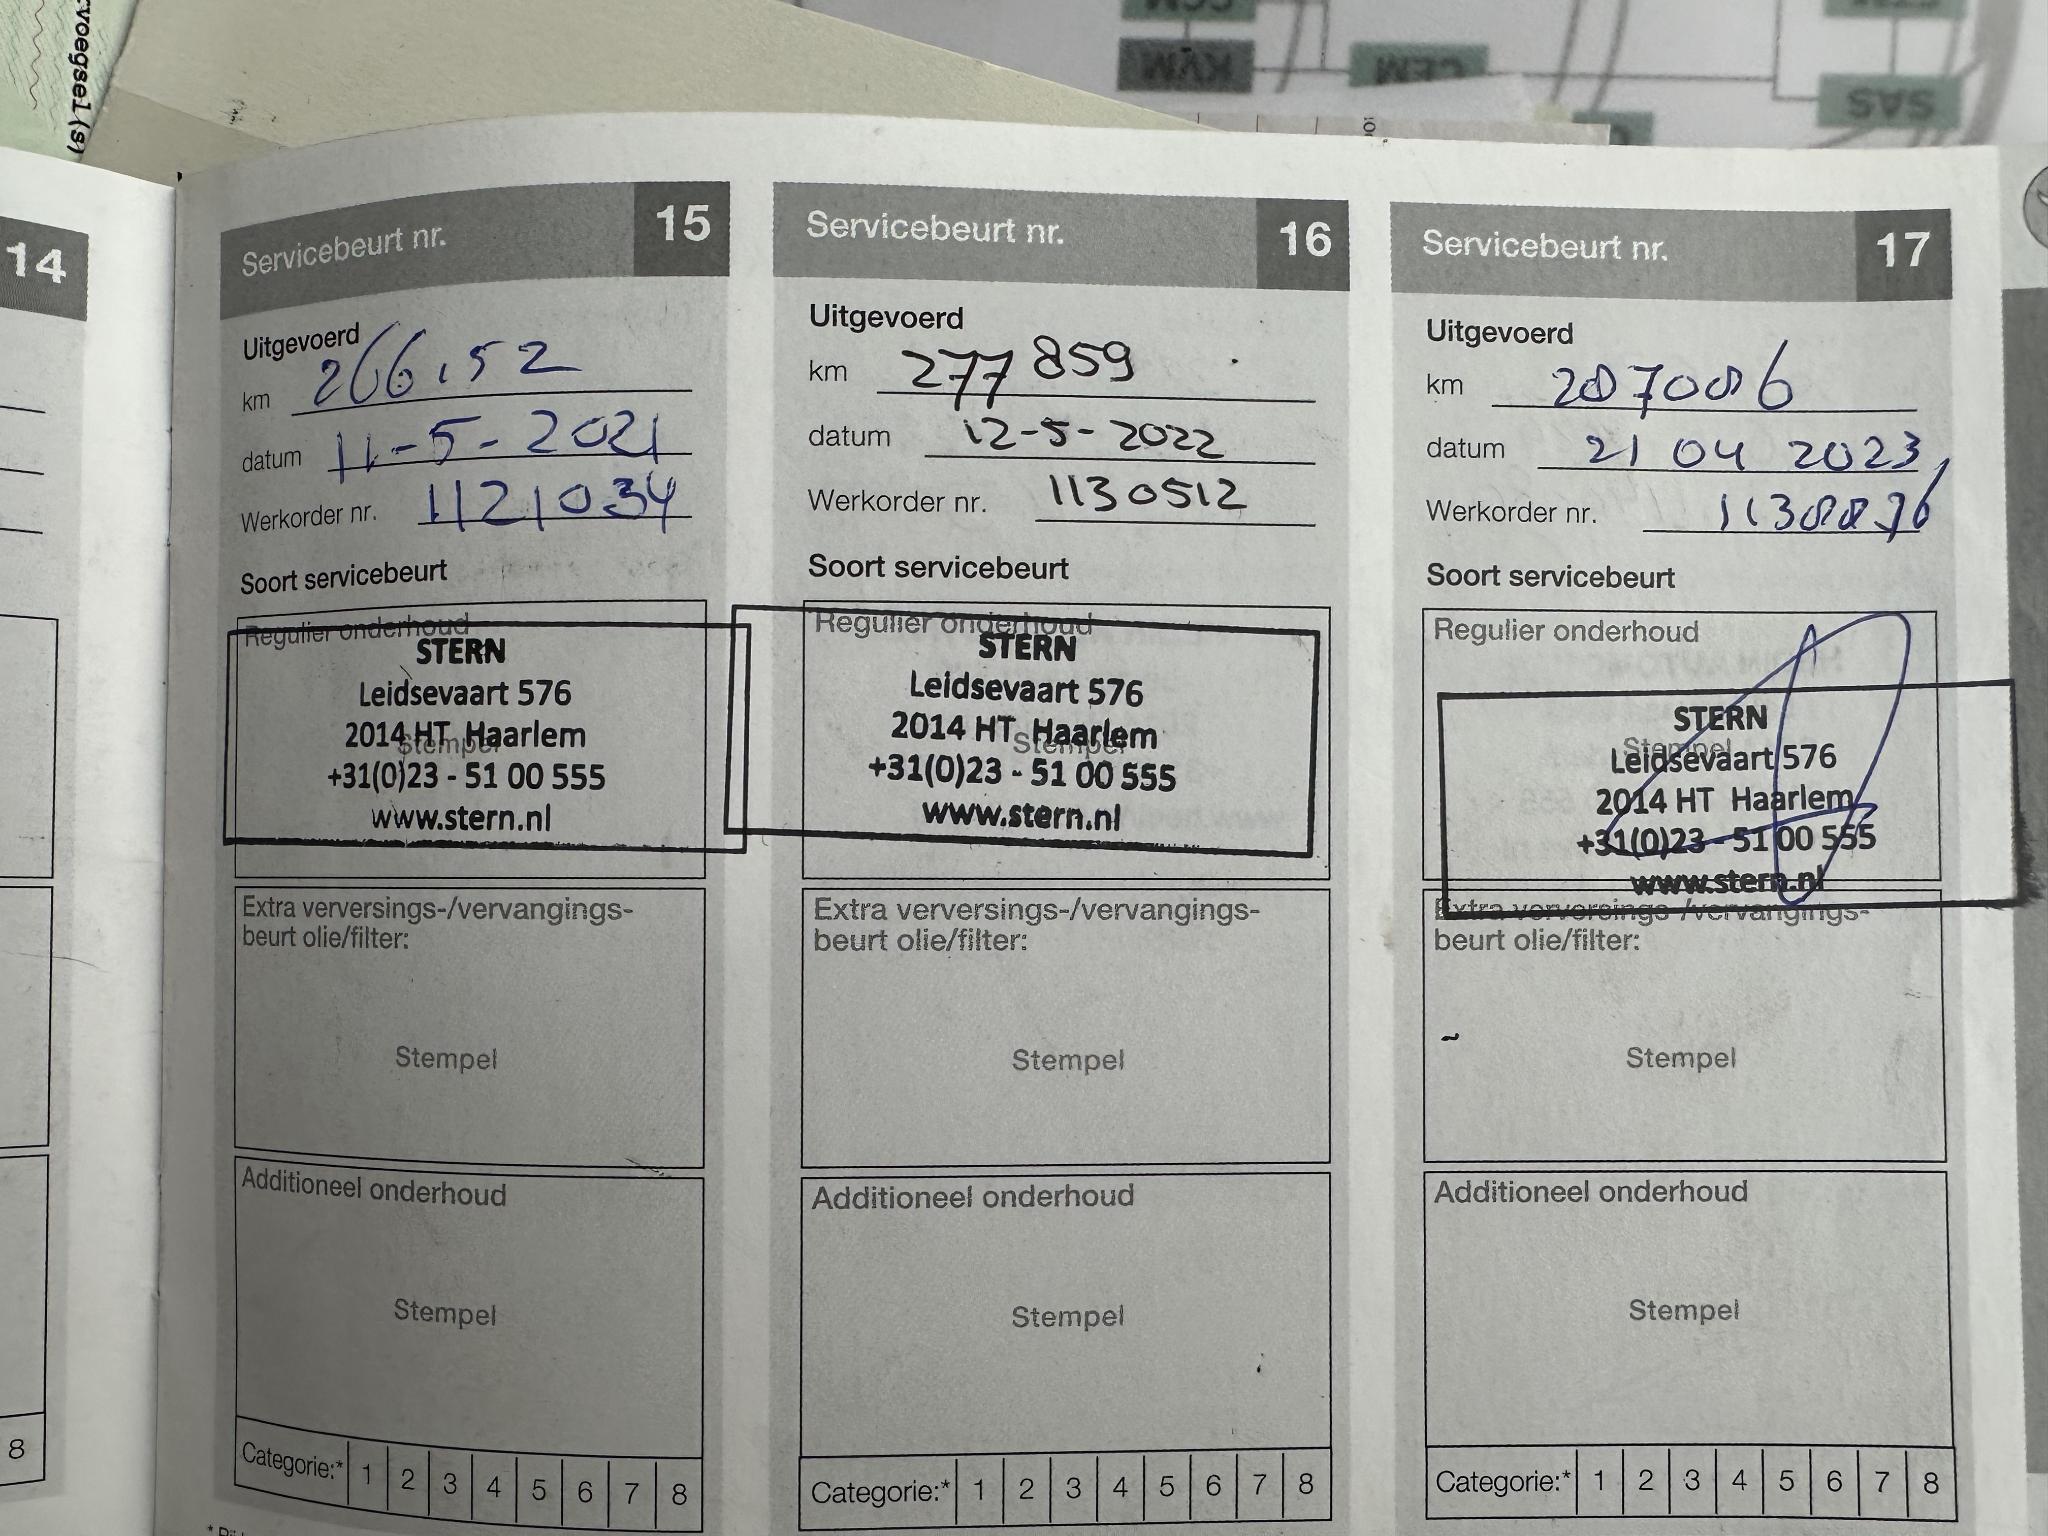 rvoegsel(s)
KVM
CEM
SAS
14
8
Servicebeurt nr. 15
Uitgevoerd
km 266152
datum 11-5-2021
Werkorder nr. 1121034
Soort servicebeurt
Regulier onderhoud
Stempel
STERN
Leidsevaart 576
2014 HT Haarlem
+31(0)23 - 51 00 555
www.stern.nl
Extra verversings-/vervangings-
beurt olie/filter:
Stempel
Additioneel onderhoud
Stempel
Categorie:* 1 2 3 4 5 6 7 8
Servicebeurt nr. 16
Uitgevoerd
km 277859
datum 12-5-2022
Werkorder nr. 1130512
Soort servicebeurt
Regulier onderhoud
Stempel
STERN
Leidsevaart 576
2014 HT Haarlem
+31(0)23 - 51 00 555
www.stern.nl
Extra verversings-/vervangings-
beurt olie/filter:
Stempel
Additioneel onderhoud
Stempel
Categorie:* 1 2 3 4 5 6 7 8
Servicebeurt nr. 17
Uitgevoerd
km 287086
datum 21 04 2023
Werkorder nr.
Soort servicebeurt
Regulier onderhoud
Stempel
STERN
Leidsevaart 576
2014 HT Haarlem
+31(0)23 - 51 00 555
www.stern.nl
Extra verversings-/vervangings-
beurt olie/filter:
Stempel
Additioneel onderhoud
Stempel
Categorie:* 1 2 3 4 5 6 7 8